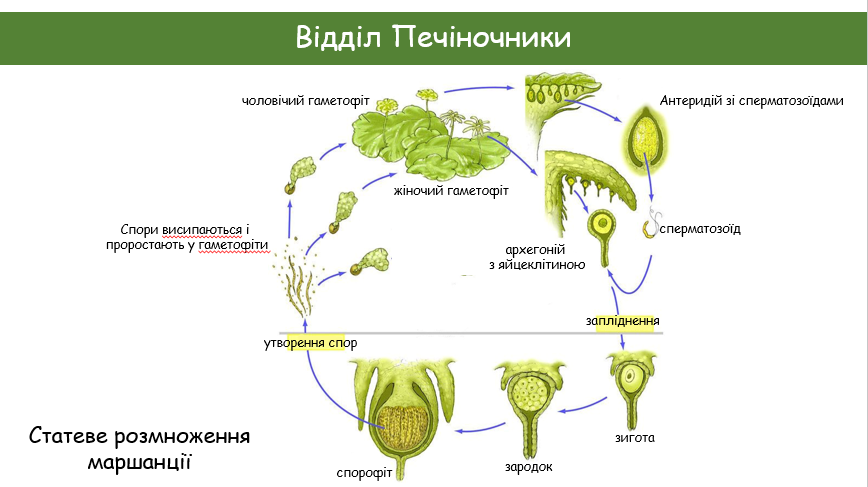 Відділ Печіночники
чоловічий гаметофіт
Антеридій зі сперматозоїдами
жіночий гаметофіт
Спори висипаються і
проростають у гаметофіти
сперматозоїд
архегоній
з яйцеклітиною
запліднення
утворення спор
зигота
зародок
спорофіт
Статеве розмноження
маршанції